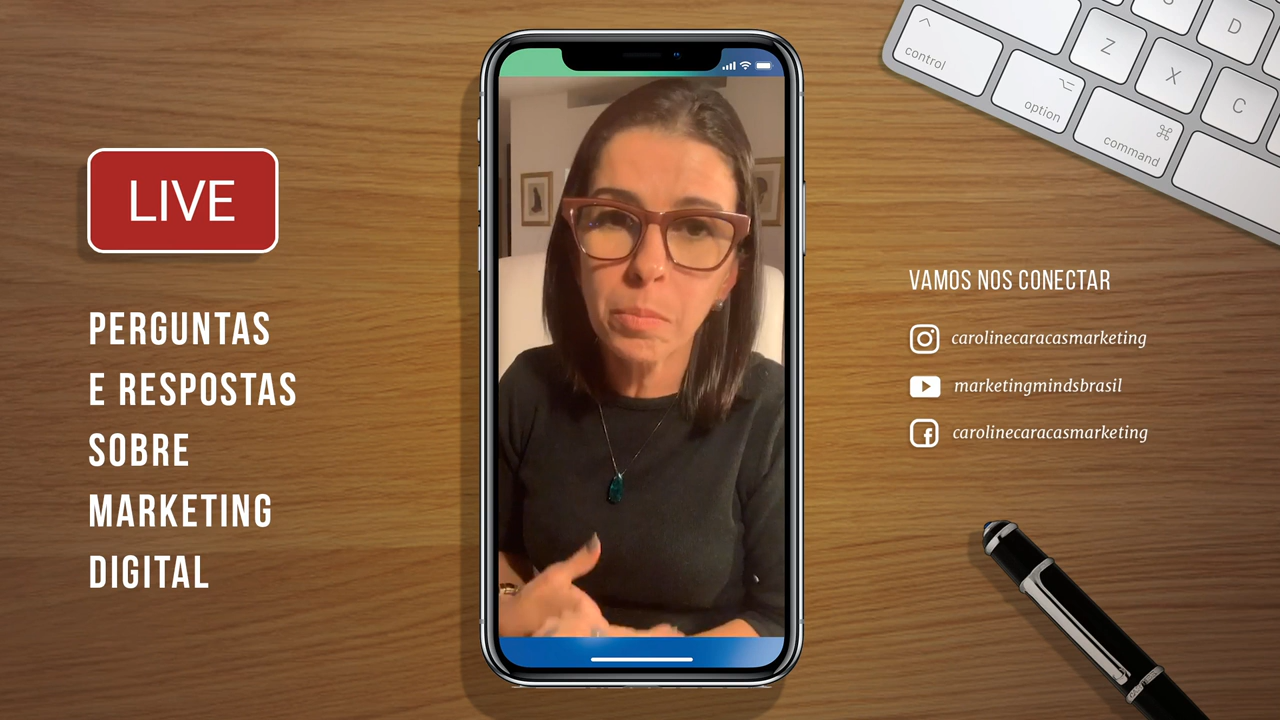 LIVE
PERGUNTAS
E RESPOSTAS
SOBRE
MARKETING
DIGITAL
VAMOS NOS CONECTAR
carolinecaracasmarketing
marketingmindsbrasil
carolinecaracasmarketing
S
D
Z
X
C
control
option
command